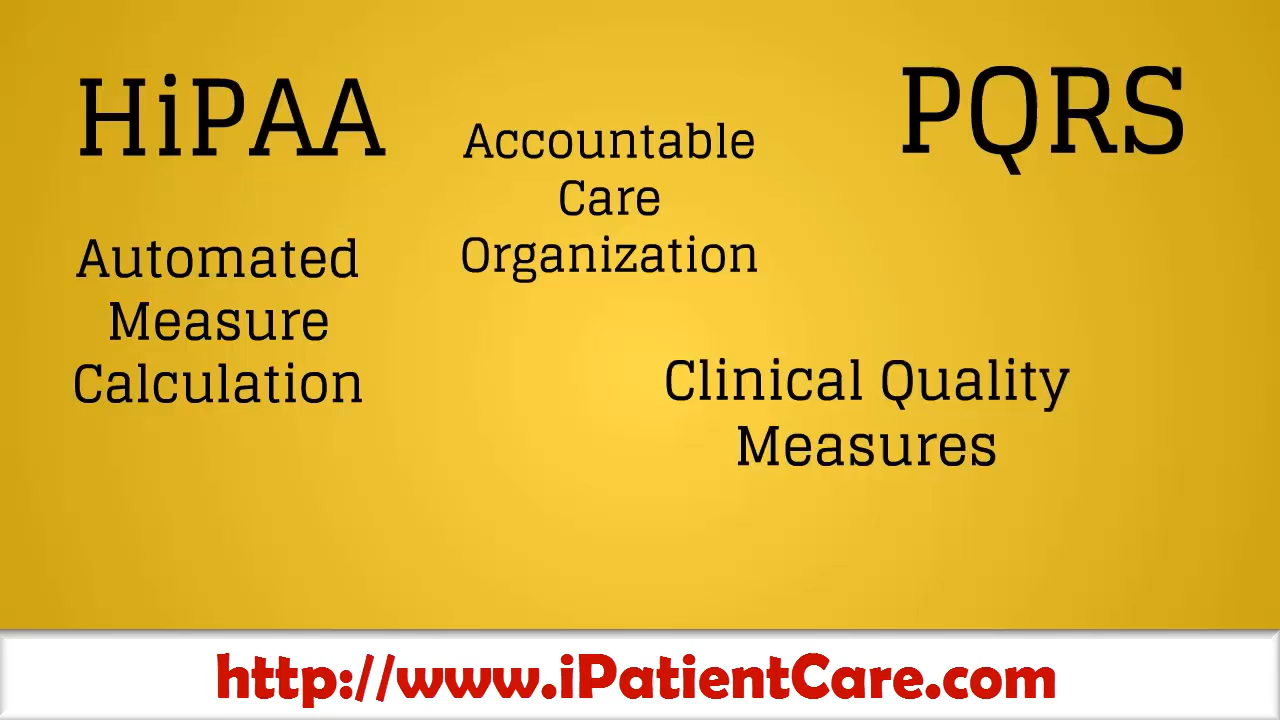 HiPAA
Accountable
Care
Organization
PQRS
Automated
Measure
Calculation
Clinical Quality
Measures
http://www.iPatientCare.com